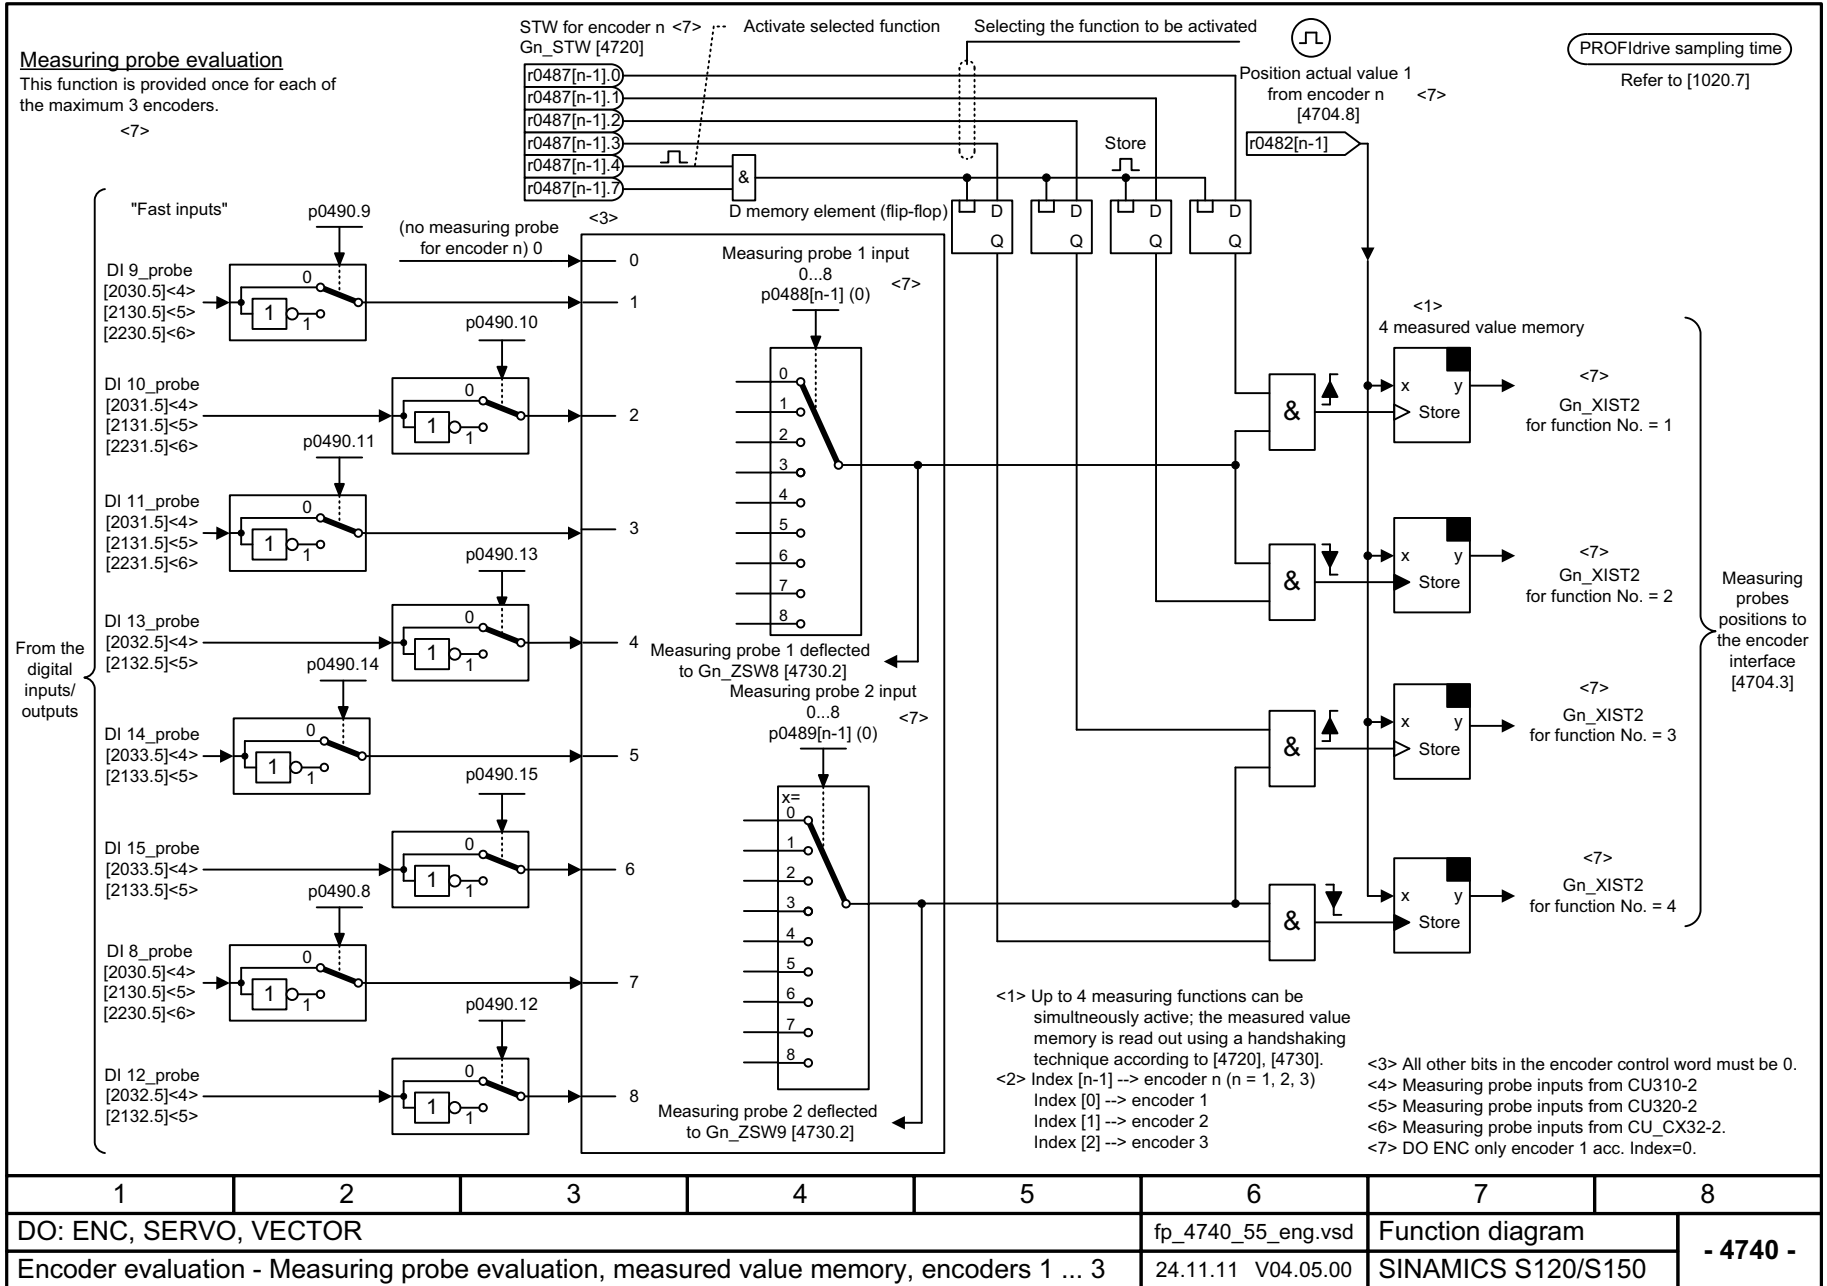 Measuring probe evaluation
This function is provided once for each of
the maximum 3 encoders.
<7>
STW for encoder n <7>
Gn_STW [4720]
Activate selected function
Selecting the function to be activated
r0487[n-1].0
r0487[n-1].1
r0487[n-1].2
r0487[n-1].3
r0487[n-1].4
r0487[n-1].7
&
Store
Position actual value 1
from encoder n <7>
[4704.8]
r0482[n-1]
PROFIdrive sampling time
Refer to [1020.7]
D memory element (flip-flop)
D
Q
D
Q
D
Q
D
Q
"Fast inputs"
From the
digital
inputs/
outputs
p0490.9
DI 9_probe
[2030.5]<4>
[2130.5]<5>
[2230.5]<6>
0
1
1
p0490.10
DI 10_probe
[2031.5]<4>
[2131.5]<5>
[2231.5]<6>
0
1
1
p0490.11
DI 11_probe
[2031.5]<4>
[2131.5]<5>
[2231.5]<6>
0
1
1
p0490.13
DI 13_probe
[2032.5]<4>
[2132.5]<5>
0
1
1
p0490.14
DI 14_probe
[2033.5]<4>
[2133.5]<5>
0
1
1
p0490.15
DI 15_probe
[2033.5]<4>
[2133.5]<5>
0
1
1
p0490.8
DI 8_probe
[2030.5]<4>
[2130.5]<5>
[2230.5]<6>
0
1
1
p0490.12
DI 12_probe
[2032.5]<4>
[2132.5]<5>
0
1
1
(no measuring probe
for encoder n) 0
<3>
0
1
2
3
4
5
6
7
8
Measuring probe 1 input
0...8
p0488[n-1] (0)
<7>
0
1
2
3
4
5
6
7
8
Measuring probe 1 deflected
to Gn_ZSW8 [4730.2]
Measuring probe 2 input
0...8
p0489[n-1] (0)
<7>
x=
0
1
2
3
4
5
6
7
8
Measuring probe 2 deflected
to Gn_ZSW9 [4730.2]
<1>
4 measured value memory
&
x y
Store
<7>
Gn_XIST2
for function No. = 1
&
x y
Store
<7>
Gn_XIST2
for function No. = 2
&
x y
Store
<7>
Gn_XIST2
for function No. = 3
&
x y
Store
<7>
Gn_XIST2
for function No. = 4
Measuring
probes
positions to
the encoder
interface
[4704.3]
<1> Up to 4 measuring functions can be
simultneously active; the measured value
memory is read out using a handshaking
technique according to [4720], [4730].
<2> Index [n-1] --> encoder n (n = 1, 2, 3)
Index [0] --> encoder 1
Index [1] --> encoder 2
Index [2] --> encoder 3
<3> All other bits in the encoder control word must be 0.
<4> Measuring probe inputs from CU310-2
<5> Measuring probe inputs from CU320-2
<6> Measuring probe inputs from CU_CX32-2.
<7> DO ENC only encoder 1 acc. Index=0.
1 2 3 4 5 6 7 8
DO: ENC, SERVO, VECTOR
fp_4740_55_eng.vsd
Function diagram
- 4740 -
Encoder evaluation - Measuring probe evaluation, measured value memory, encoders 1 ... 3
24.11.11 V04.05.00
SINAMICS S120/S150